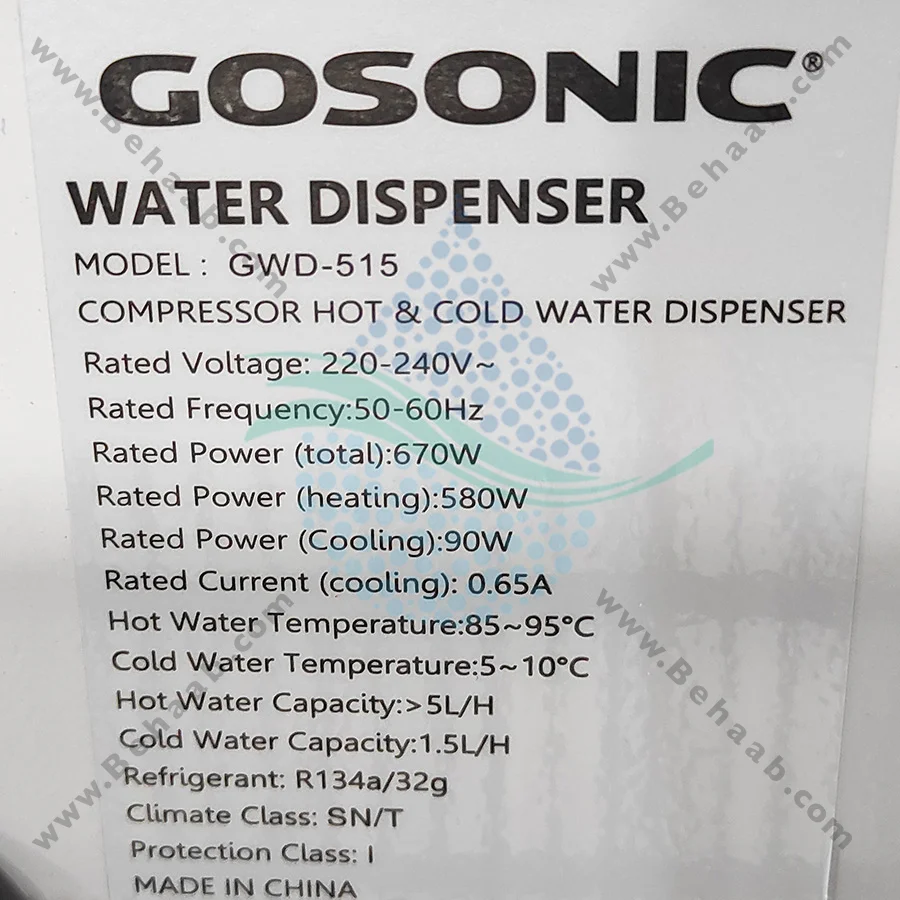 GOSONIC®
WATER DISPENSER
MODEL : GWD-515
COMPRESSOR HOT & COLD WATER DISPENSER
Rated Voltage: 220-240V~
Rated Frequency:50-60Hz
Rated Power (total):670W
Rated Power (heating):580W
Rated Power (Cooling):90W
Rated Current (cooling): 0.65A
Hot Water Temperature:85~95°C
Cold Water Temperature:5~10°C
Hot Water Capacity:>5L/H
Cold Water Capacity:1.5L/H
Refrigerant: R134a/32g
Climate Class: SN/T
Protection Class: I
MADE IN CHINA
www.Behaab.com
www.Behaab.com
www.Behaab.com
www.Behaab.com